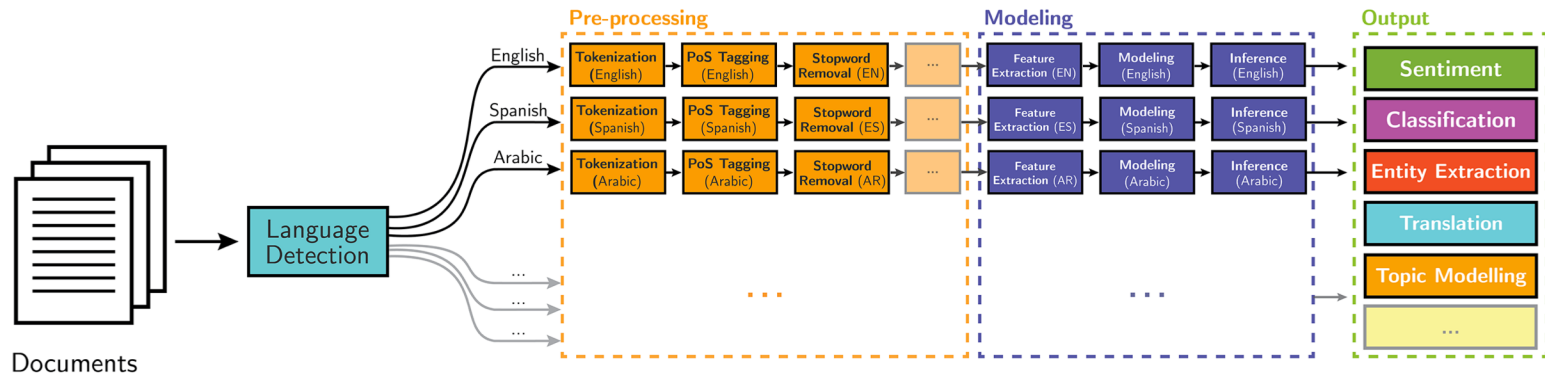 Pre-processing
Modeling
Output
English
Tokenization
(English)
PoS Tagging
(English)
Stopword
Removal (EN)
...
Feature
Extraction (EN)
Modeling
(English)
Inference
(English)
Sentiment
Spanish
Tokenization
(Spanish)
PoS Tagging
(Spanish)
Stopword
Removal (ES)
...
Feature
Extraction (ES)
Modeling
(Spanish)
Inference
(Spanish)
Classification
Arabic
Tokenization
(Arabic)
PoS Tagging
(Arabic)
Stopword
Removal (AR)
...
Feature
Extraction (AR)
Modeling
(Arabic)
Inference
(Arabic)
Entity Extraction
Language
Detection
Translation
...
...
...
...
...
Topic Modelling
...
Documents